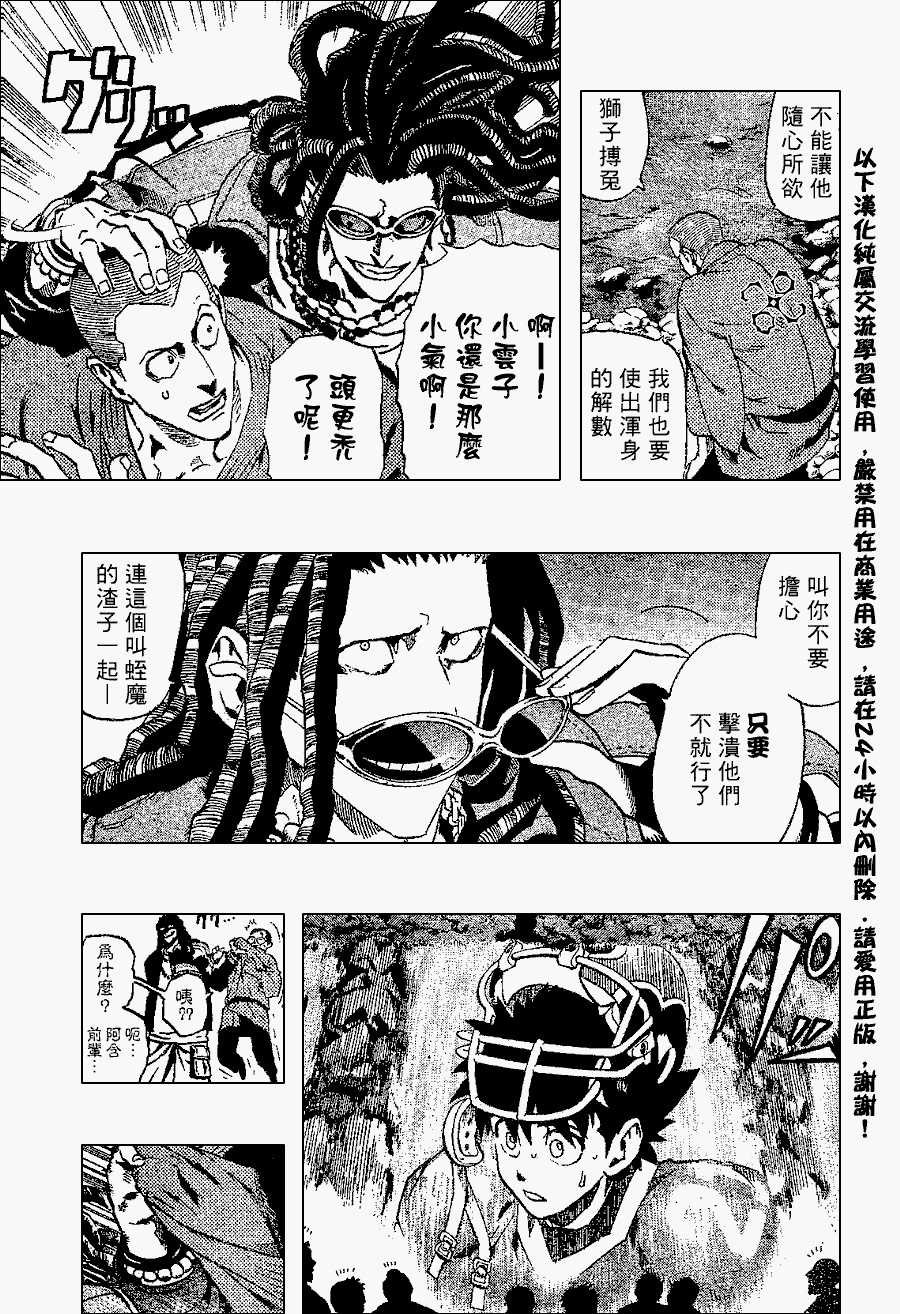 不能讓他
隨心所欲
獅子搏兔
我們也要
使出渾身
的解數
グリッ
啊ー！
小雲子
你還是那麼
小氣啊！
頭更禿
了呢！
叫你不要
擔心
只要
擊潰他們
不就行了
連這個叫蛭魔
的渣子一起－
咦??
爲什麼?
呃…
阿含
前輩…
以下漢化純屬交流學習使用，嚴禁用在商業用途，請在24小時以內刪除．請愛用正版，謝謝！